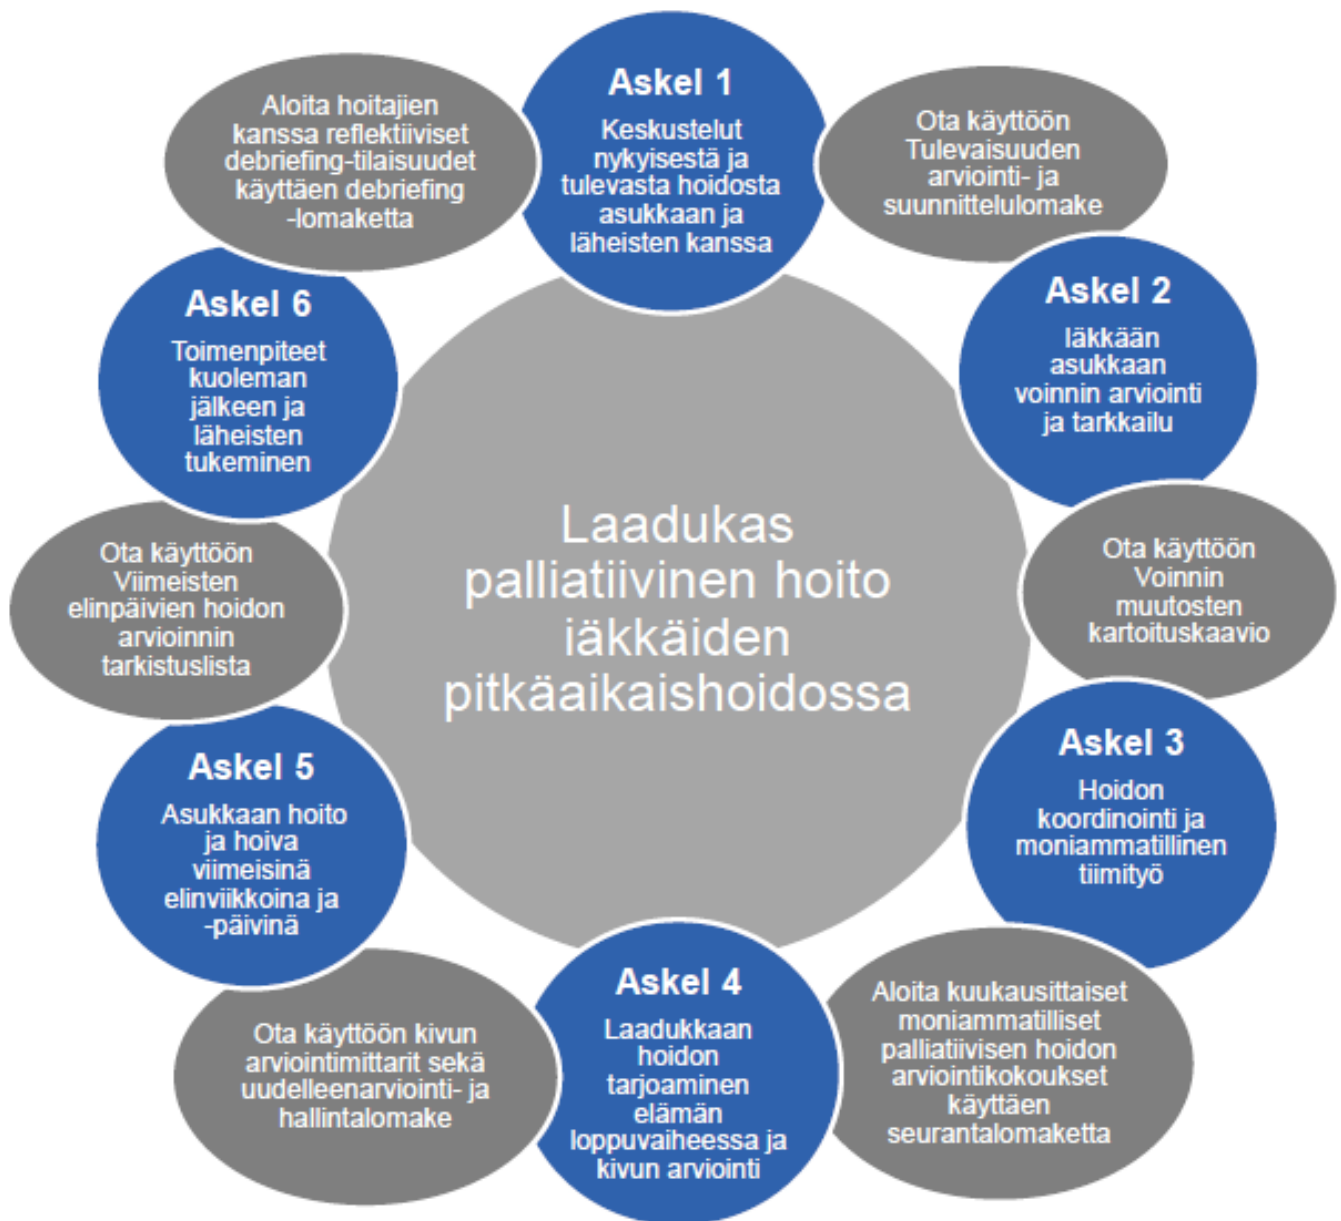 Askel 1
Keskustelut
nykyisestä ja
tulevasta hoidosta
asukkaan ja
läheisten kanssa
Ota käyttöön
Tulevaisuuden
arviointi- ja
suunnittelulomake
Askel 2
Iäkkään
asukkaan
voinnin arviointi
ja tarkkailu
Ota käyttöön
Voinnin
muutosten
kartoituskaavio
Askel 3
Hoidon
koordinointi ja
moniammatillinen
tiimityö
Aloita kuukausittaiset
moniammatilliset
palliatiivisen hoidon
arviointikokoukset
käyttäen
seurantalomaketta
Askel 4
Laadukkaan
hoidon
tarjoaminen
elämän
loppuvaiheessa ja
kivun arviointi
Ota käyttöön kivun
arviointimittarit sekä
uudelleenarviointi- ja
hallintalomake
Askel 5
Asukkaan hoito
ja hoiva
viimeisinä
elinviikkoina ja
-päivinä
Ota käyttöön
Viimeisten
elinpäivien hoidon
arvioinnin
tarkistuslista
Askel 6
Toimenpiteet
kuoleman
jälkeen ja
läheisten
tukeminen
Aloita hoitajien
kanssa reflektiiviset
debriefing-tilaisuudet
käyttäen debriefing
-lomaketta
Laadukas
palliatiivinen hoito
iäkkäiden
pitkäaikaishoidossa